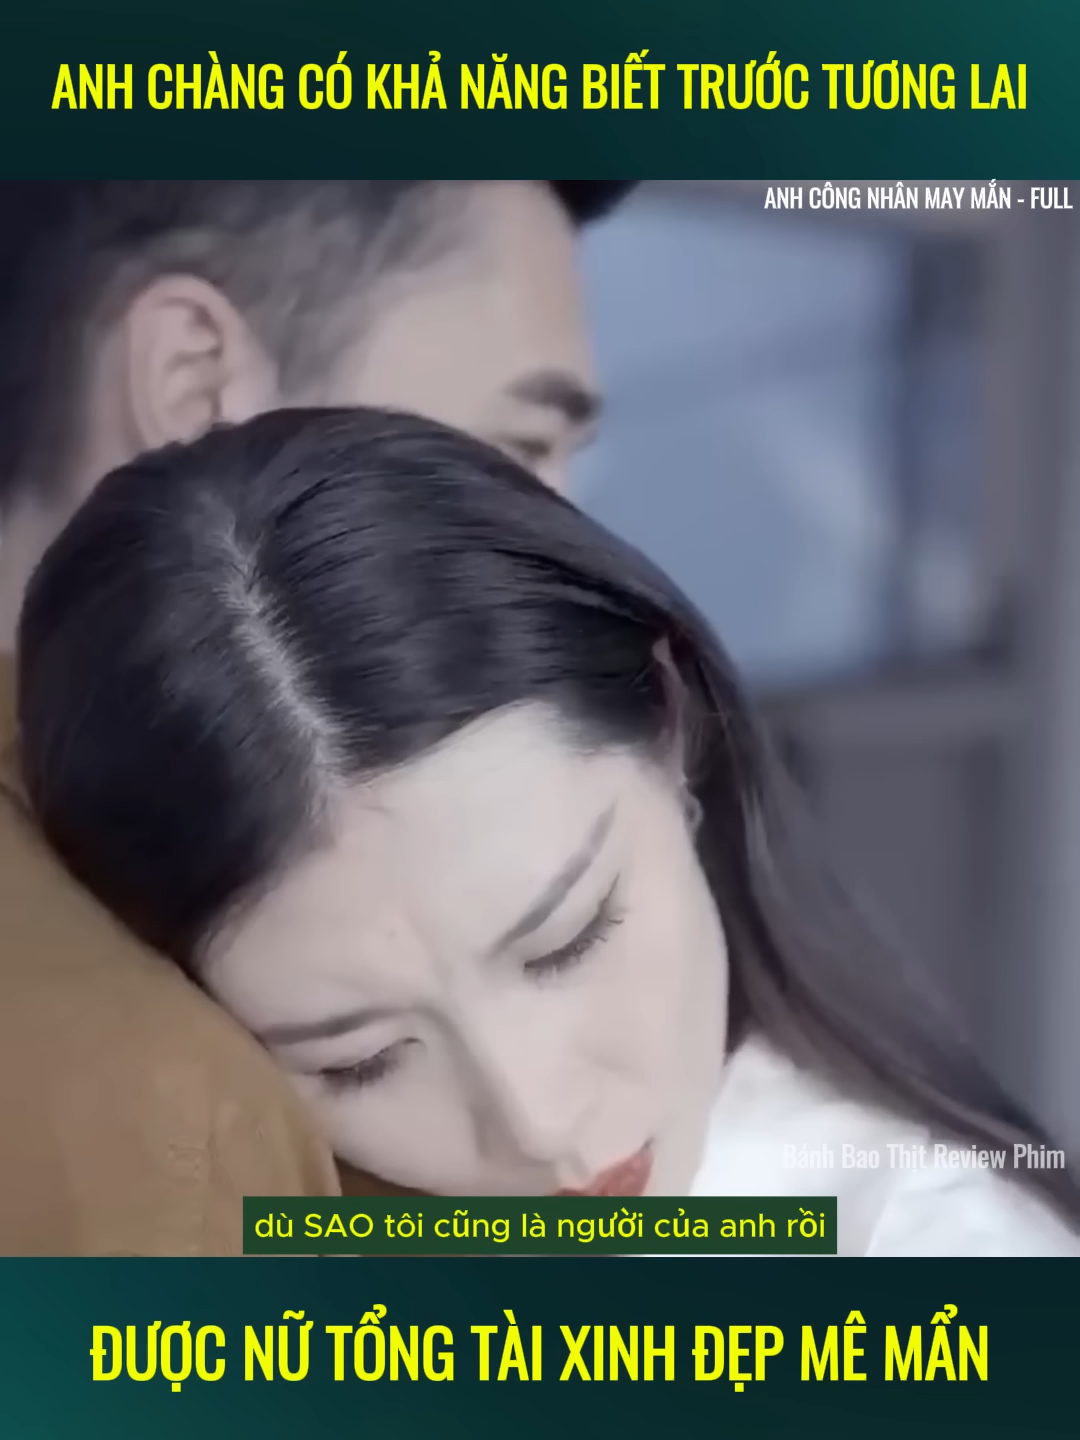 ANH CHÀNG CÓ KHẢ NĂNG BIẾT TRƯỚC TƯƠNG LAI
ANH CÔNG NHÂN MAY MẮN - FULL
Bánh Bao Thịt Review Phim
dù SAO tôi cũng là người của anh rồi
ĐƯỢC NỮ TỔNG TÀI XINH ĐẸP MÊ MẨN